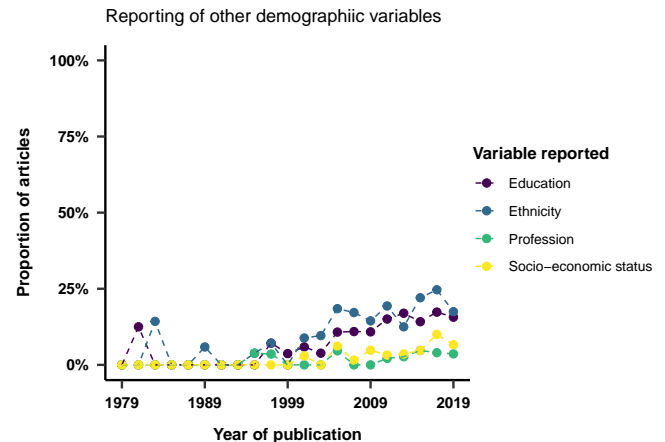 Reporting of other demographiic variables
100%
75%
50%
25%
0%
Proportion of articles
1979
1989
1999
2009
2019
Year of publication
Variable reported
Education
Ethnicity
Profession
Socio−economic status